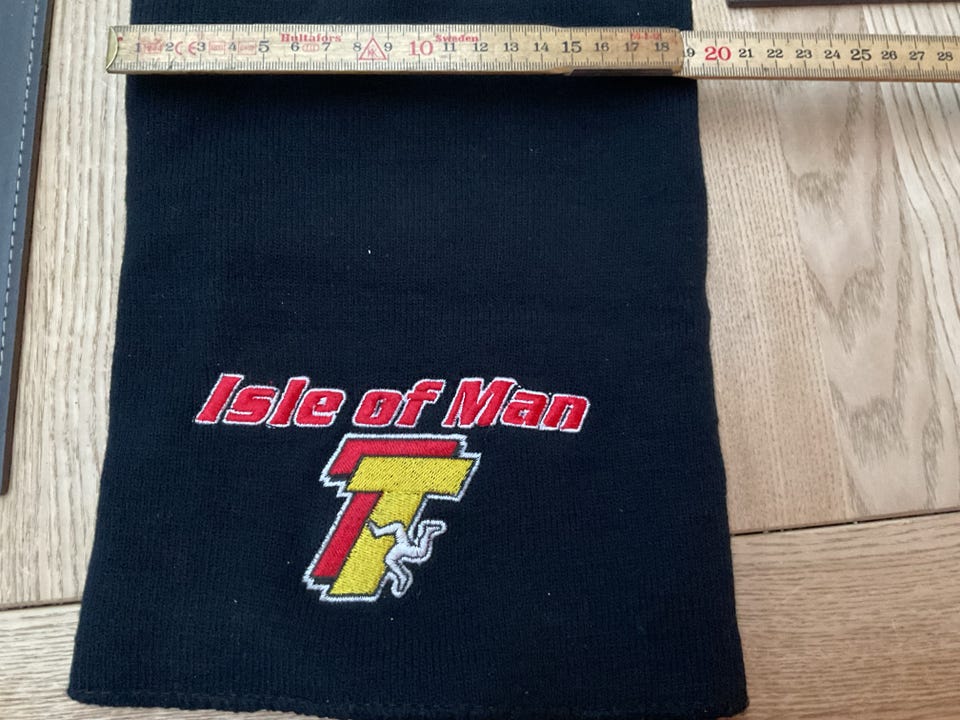 Hultafors Sweden
1 2 CE 3 4 5 6 7 8 9 10 11 12 13 14 15 16 17 18 19 20 21 22 23 24 25 26 27 28
Isle of Man
TT